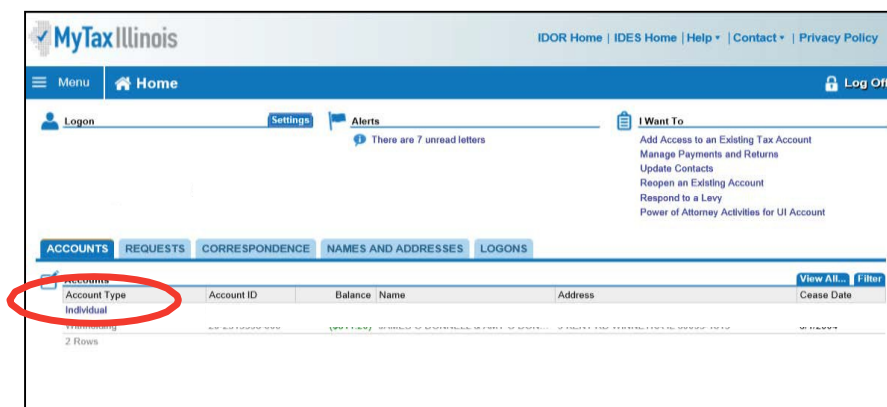 MyTax Illinois
IDOR Home | IDES Home | Help | Contact | Privacy Policy
Menu Home Log Off
Logon Settings Alerts I Want To
There are 7 unread letters
Add Access to an Existing Tax Account
Manage Payments and Returns
Update Contacts
Reopen an Existing Account
Respond to a Levy
Power of Attorney Activities for UI Account
ACCOUNTS REQUESTS CORRESPONDENCE NAMES AND ADDRESSES LOGONS
Accounts View All... Filter
Account Type Account ID Balance Name Address Cease Date
Individual
2 Rows